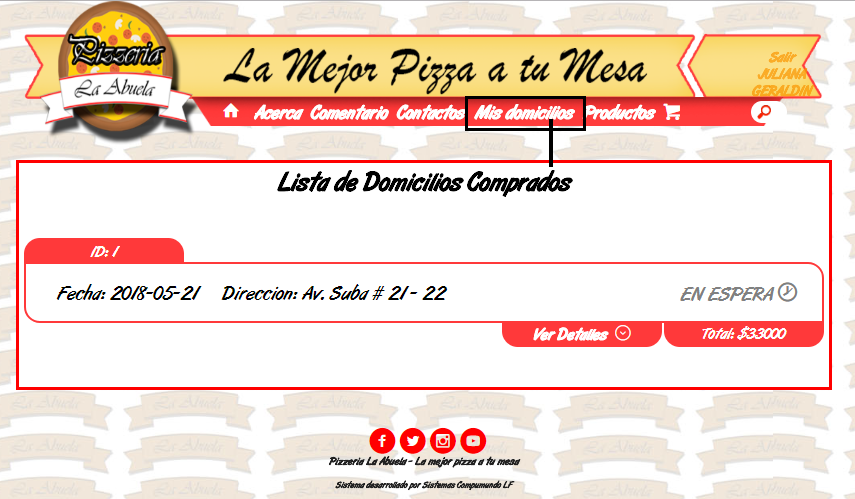 Pizzeria
La Abuela
La Mejor Pizza a tu Mesa
Salir
JULIANA
GERALDIN
Acerca Comentario Contactos Mis domicilios Productos
Lista de Domicilios Comprados
ID: 1
Fecha: 2018-05-21 Direccion: Av. Suba # 21 - 22
EN ESPERA
Ver Detalles
Total: $33000
Pizzeria La Abuela - La mejor pizza a tu mesa
Sistema desarrollado por Sistemas Compumundo LF